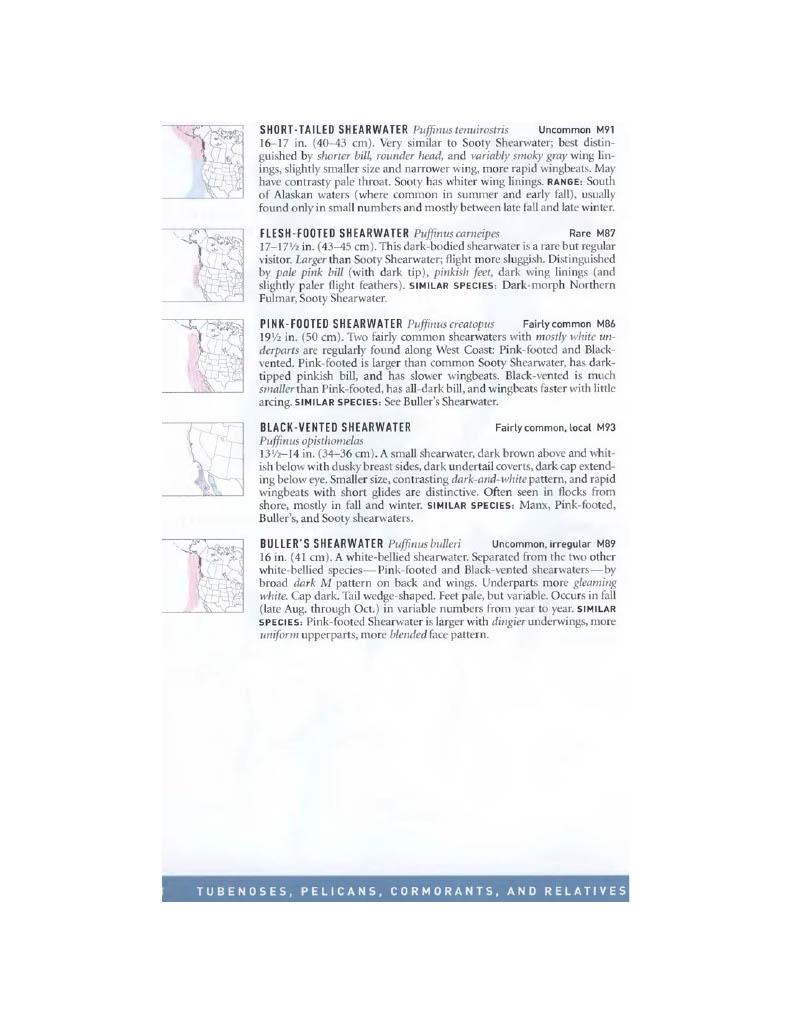 SHORT-TAILED SHEARWATER Puffinus tenuirostris Uncommon M91
16–17 in. (40–43 cm). Very similar to Sooty Shearwater; best distin-
guished by shorter bill, rounder head, and variably smoky gray wing lin-
ings, slightly smaller size and narrower wing, more rapid wingbeats. May
have contrasty pale throat. Sooty has whiter wing linings. RANGE: South
of Alaskan waters (where common in summer and early fall), usually
found only in small numbers and mostly between late fall and late winter.
FLESH-FOOTED SHEARWATER Puffinus carneipes Rare M87
17–17½ in. (43–45 cm). This dark-bodied shearwater is a rare but regular
visitor. Larger than Sooty Shearwater; flight more sluggish. Distinguished
by pale pink bill (with dark tip), pinkish feet, dark wing linings (and
slightly paler flight feathers). SIMILAR SPECIES: Dark-morph Northern
Fulmar, Sooty Shearwater.
PINK-FOOTED SHEARWATER Puffinus creatopus Fairly common M86
19½ in. (50 cm). Two fairly common shearwaters with mostly white un-
derparts are regularly found along West Coast: Pink-footed and Black-
vented. Pink-footed is larger than common Sooty Shearwater, has dark-
tipped pinkish bill, and has slower wingbeats. Black-vented is much
smaller than Pink-footed, has all-dark bill, and wingbeats faster with little
arcing. SIMILAR SPECIES: See Buller's Shearwater.
BLACK-VENTED SHEARWATER Fairly common, local M93
Puffinus opisthomelas
13½–14 in. (34–36 cm). A small shearwater, dark brown above and whit-
ish below with dusky breast sides, dark undertail coverts, dark cap extend-
ing below eye. Smaller size, contrasting dark-and-white pattern, and rapid
wingbeats with short glides are distinctive. Often seen in flocks from
shore, mostly in fall and winter. SIMILAR SPECIES: Manx, Pink-footed,
Buller's, and Sooty shearwaters.
BULLER'S SHEARWATER Puffinus bulleri Uncommon, irregular M89
16 in. (41 cm). A white-bellied shearwater. Separated from the two other
white-bellied species—Pink-footed and Black-vented shearwaters—by
broad dark M pattern on back and wings. Underparts more gleaming
white. Cap dark. Tail wedge-shaped. Feet pale, but variable. Occurs in fall
(late Aug. through Oct.) in variable numbers from year to year. SIMILAR
SPECIES: Pink-footed Shearwater is larger with dingier underwings, more
uniform upperparts, more blended face pattern.
TUBENOSES, PELICANS, CORMORANTS, AND RELATIVES